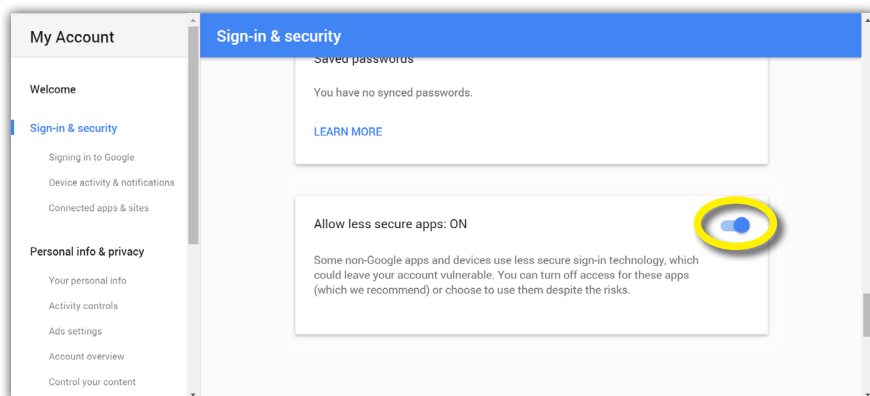 My Account
Sign-in & security
Welcome
Sign-in & security
Signing in to Google
Device activity & notifications
Connected apps & sites
Personal info & privacy
Your personal info
Activity controls
Ads settings
Account overview
Control your content
Saved passwords
You have no synced passwords.
LEARN MORE
Allow less secure apps: ON
Some non-Google apps and devices use less secure sign-in technology, which
could leave your account vulnerable. You can turn off access for these apps
(which we recommend) or choose to use them despite the risks.